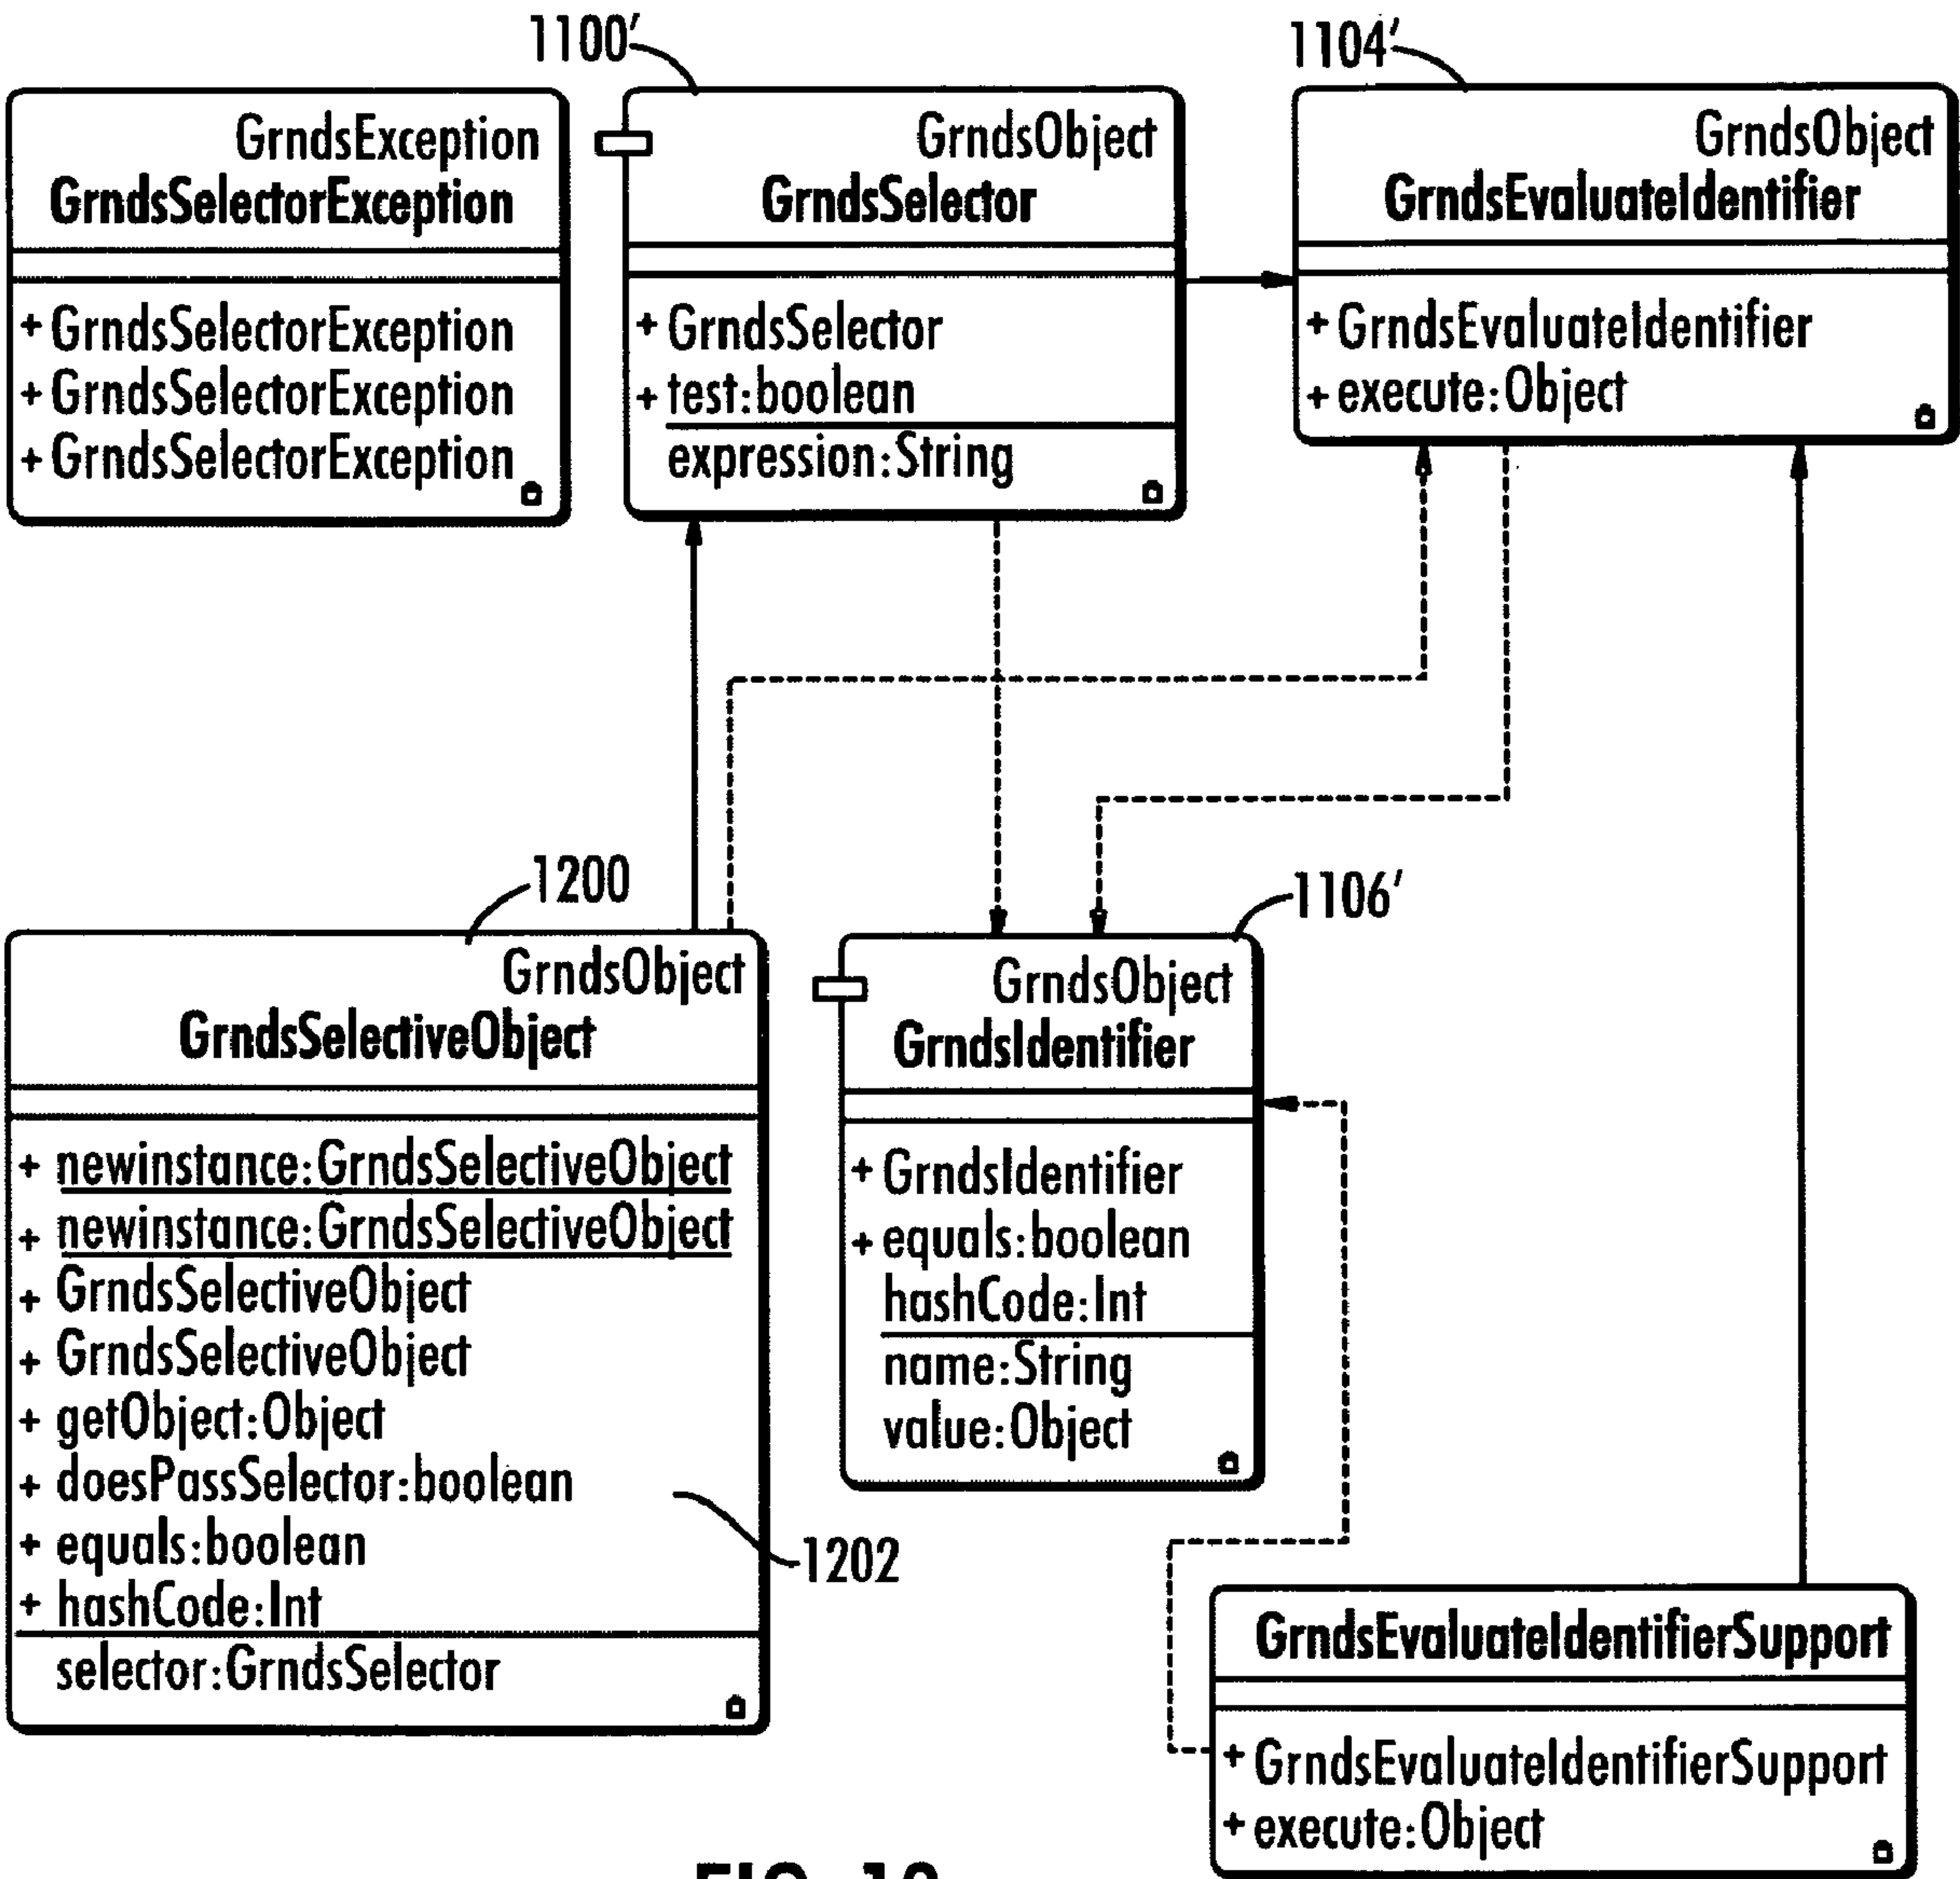 1100′
1104′
GrndsException
GrndsSelectorException
+ GrndsSelectorException
+ GrndsSelectorException
+ GrndsSelectorException
GrndsObject
GrndsSelector
+ GrndsSelector
+ test:boolean
expression:String
GrndsObject
GrndsEvaluateIdentifier
+ GrndsEvaluateIdentifier
+ execute:Object
1200
1106′
GrndsObject
GrndsSelectiveObject
+ newinstance:GrndsSelectiveObject
+ newinstance:GrndsSelectiveObject
+ GrndsSelectiveObject
+ GrndsSelectiveObject
+ getObject:Object
+ doesPassSelector:boolean
+ equals:boolean
+ hashCode:Int
selector:GrndsSelector
1202
GrndsObject
GrndsIdentifier
+ GrndsIdentifier
+ equals:boolean
hashCode:Int
name:String
value:Object
GrndsEvaluateIdentifierSupport
+ GrndsEvaluateIdentifierSupport
+ execute:Object